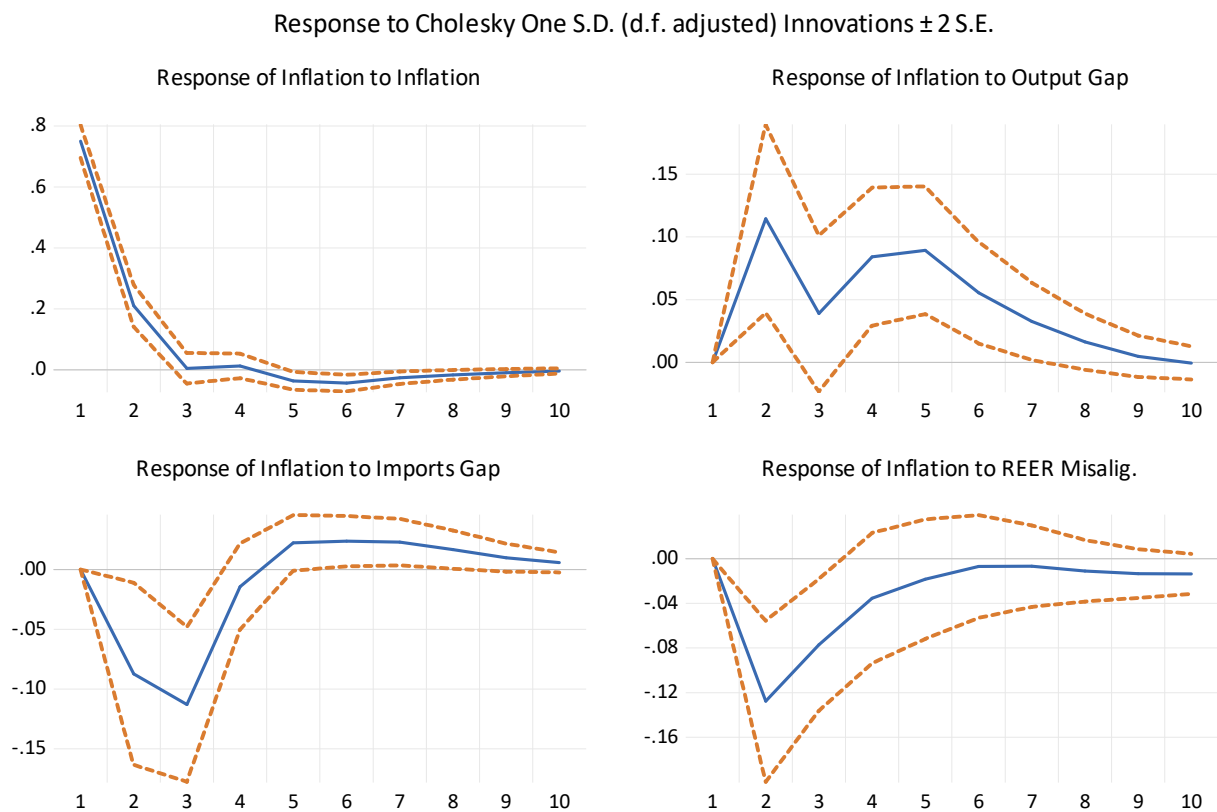 Response to Cholesky One S.D. (d.f. adjusted) Innovations ± 2 S.E.
Response of Inflation to Inflation
.8
.6
.4
.2
.0
1 2 3 4 5 6 7 8 9 10
Response of Inflation to Output Gap
.15
.10
.05
.00
1 2 3 4 5 6 7 8 9 10
Response of Inflation to Imports Gap
.00
-.05
-.10
-.15
1 2 3 4 5 6 7 8 9 10
Response of Inflation to REER Misalig.
.00
-.04
-.08
-.12
-.16
1 2 3 4 5 6 7 8 9 10